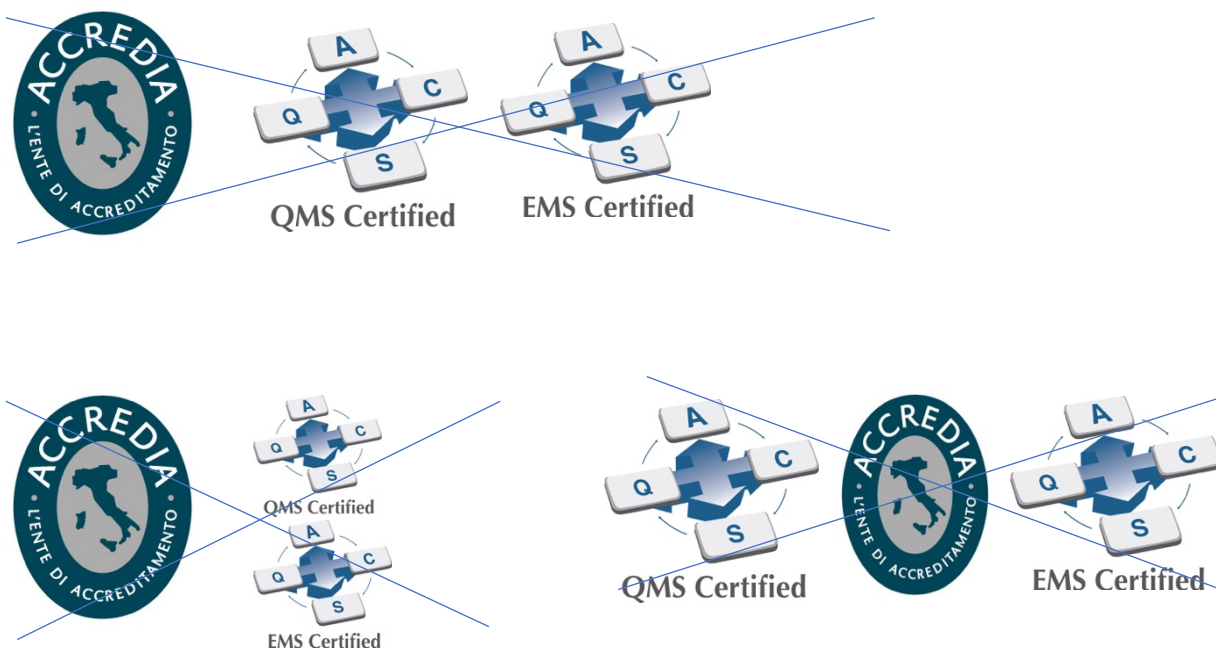 ACCREDIA
L'ENTE DI ACCREDITAMENTO
A
Q
C
S
QMS Certified
A
Q
C
S
EMS Certified
ACCREDIA
L'ENTE DI ACCREDITAMENTO
A
C
Q
S
QMS Certified
A
C
Q
S
EMS Certified
A
C
Q
S
QMS Certified
ACCREDIA
L'ENTE DI ACCREDITAMENTO
A
C
Q
S
EMS Certified